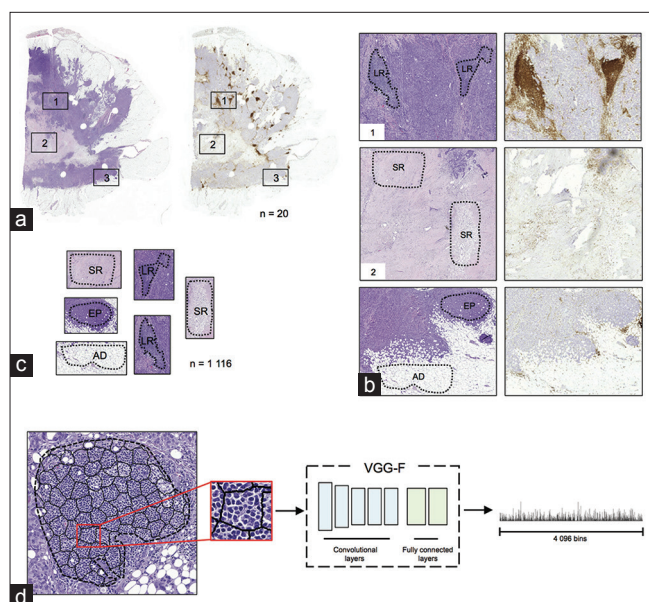 1
2
3
1
2
3
a
n = 20
LR
LR
1
SR
SR
2
EP
AD
b
SR
LR
SR
EP
LR
AD
c
n = 1 116
VGG-F
Convolutional
layers
Fully connected
layers
4 096 bins
d